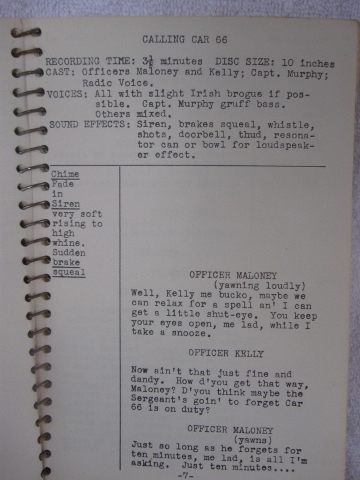 CALLING CAR 66
RECORDING TIME: 3½ minutes DISC SIZE: 10 inches
CAST: Officers Maloney and Kelly; Capt. Murphy;
Radio Voice.
VOICES: All with slight Irish brogue if pos-
sible. Capt. Murphy gruff bass.
Others mixed.
SOUND EFFECTS: Siren, brakes squeal, whistle,
shots, doorbell, thud, resona-
tor can or bowl for loudspeak-
er effect.
Chime
Fade
in
Siren
very soft
rising to
high
whine.
Sudden
brake
squeal
OFFICER MALONEY
(yawning loudly)
Well, Kelly me bucko, maybe we
can relax for a spell an' I can
get a little shut-eye. You keep
your eyes open, me lad, while I
take a snooze.
OFFICER KELLY
Now ain't that just fine and
dandy. How d'you get that way,
Maloney? D'you think maybe the
Sergeant's goin' to forget Car
66 is on duty?
OFFICER MALONEY
(yawns)
Just so long as he forgets for
ten minutes, me lad, is all I'm
asking. Just ten minutes....
-7-